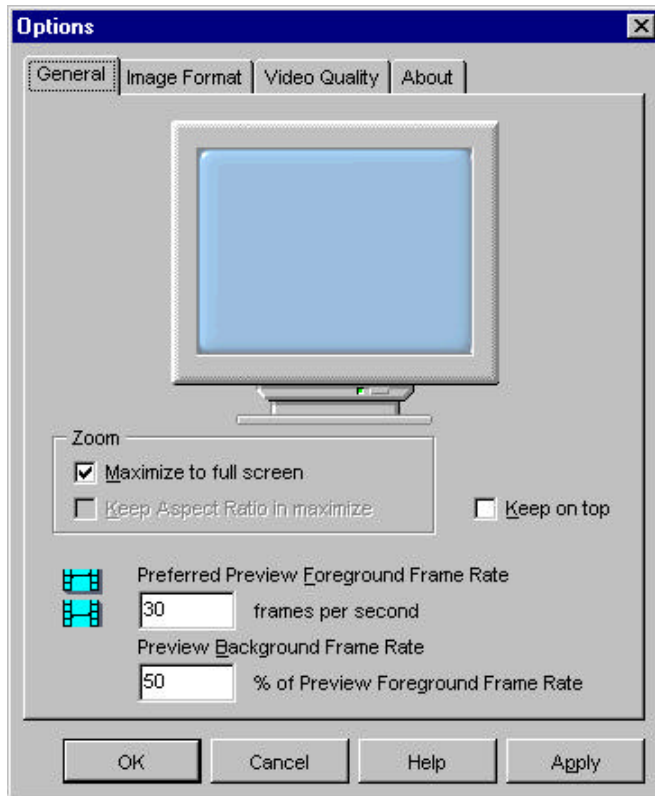 Options
General Image Format Video Quality About
Zoom
Maximize to full screen
Keep Aspect Ratio in maximize
Keep on top
Preferred Preview Foreground Frame Rate
30 frames per second
Preview Background Frame Rate
50 % of Preview Foreground Frame Rate
OK Cancel Help Apply